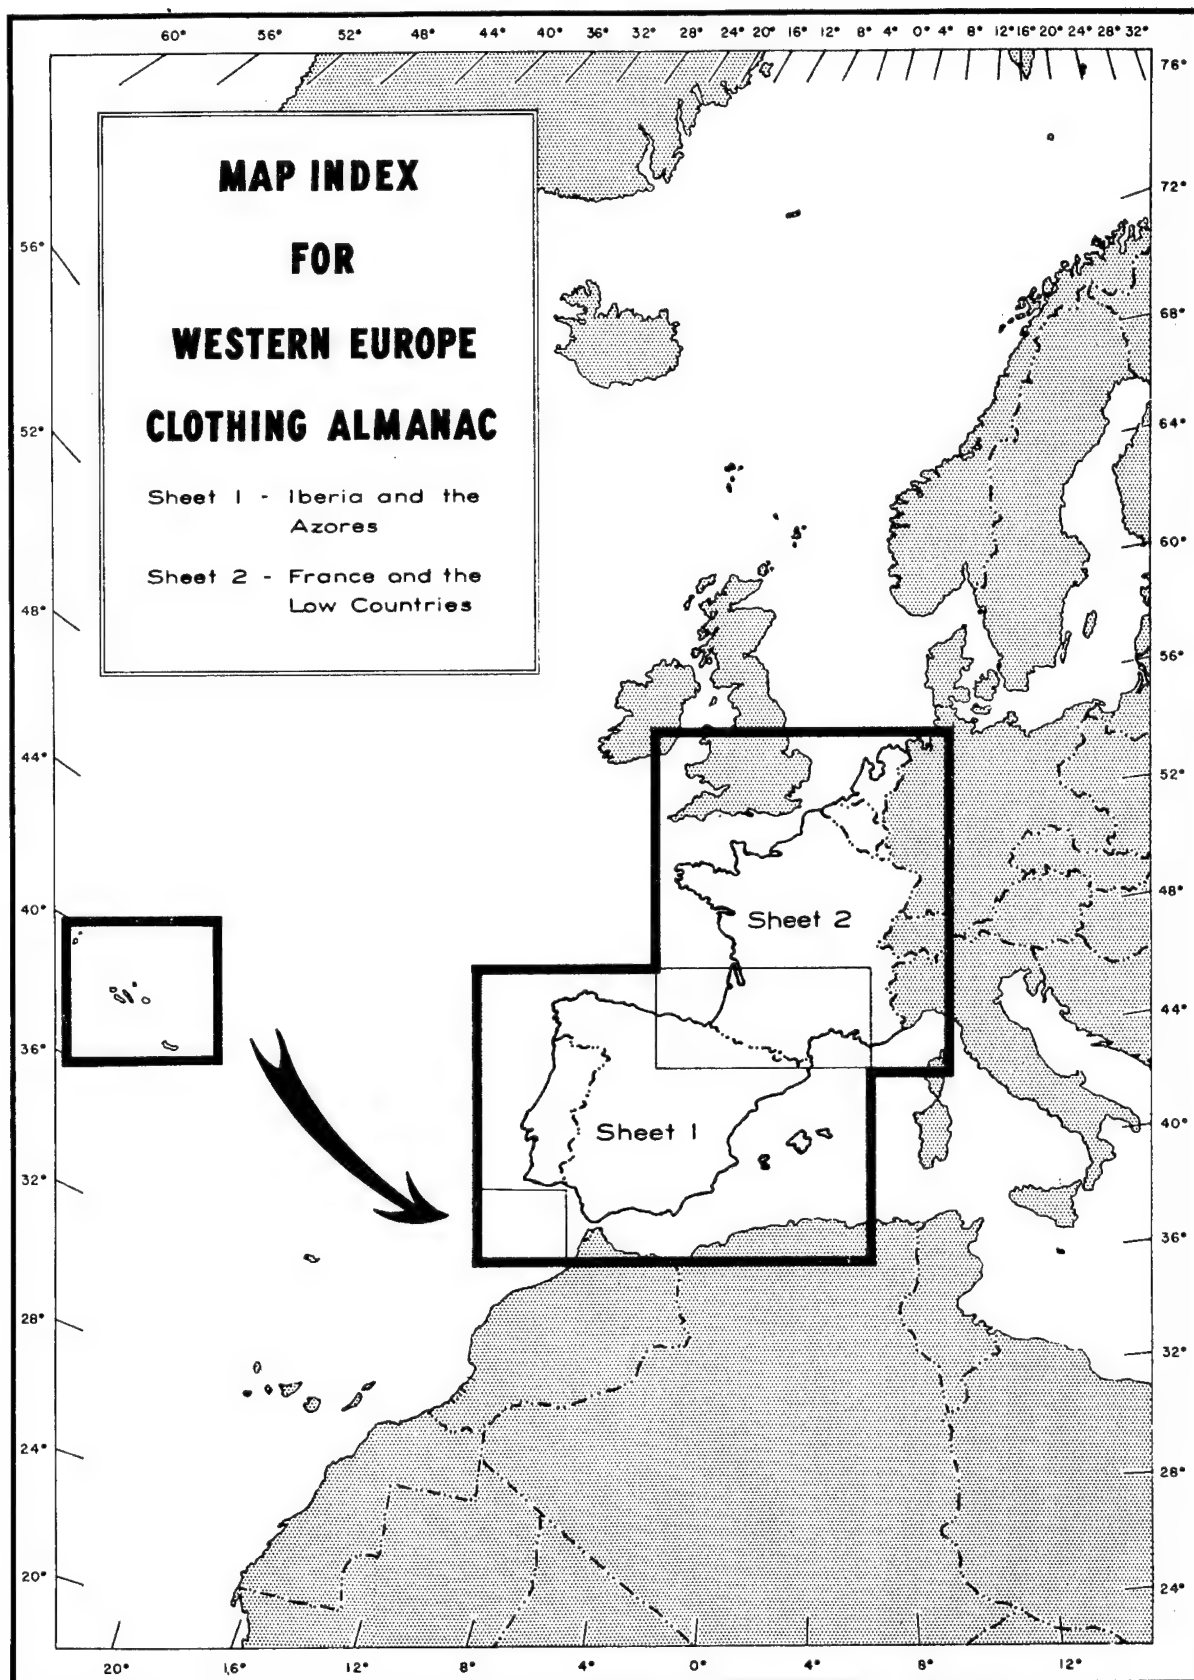 60° 56° 52° 48° 44° 40° 36° 32° 28° 24° 20° 16° 12° 8° 4° 0° 4° 8° 12° 16° 20° 24° 28° 32°
76°
MAP INDEX
FOR
WESTERN EUROPE
CLOTHING ALMANAC
Sheet 1 - Iberia and the
Azores
Sheet 2 - France and the
Low Countries
72°
56°
68°
52°
64°
60°
48°
56°
44°
52°
48°
40°
Sheet 2
44°
36°
Sheet 1
40°
32°
36°
28°
32°
24°
28°
20°
24°
20° 16° 12° 8° 4° 0° 4° 8° 12°